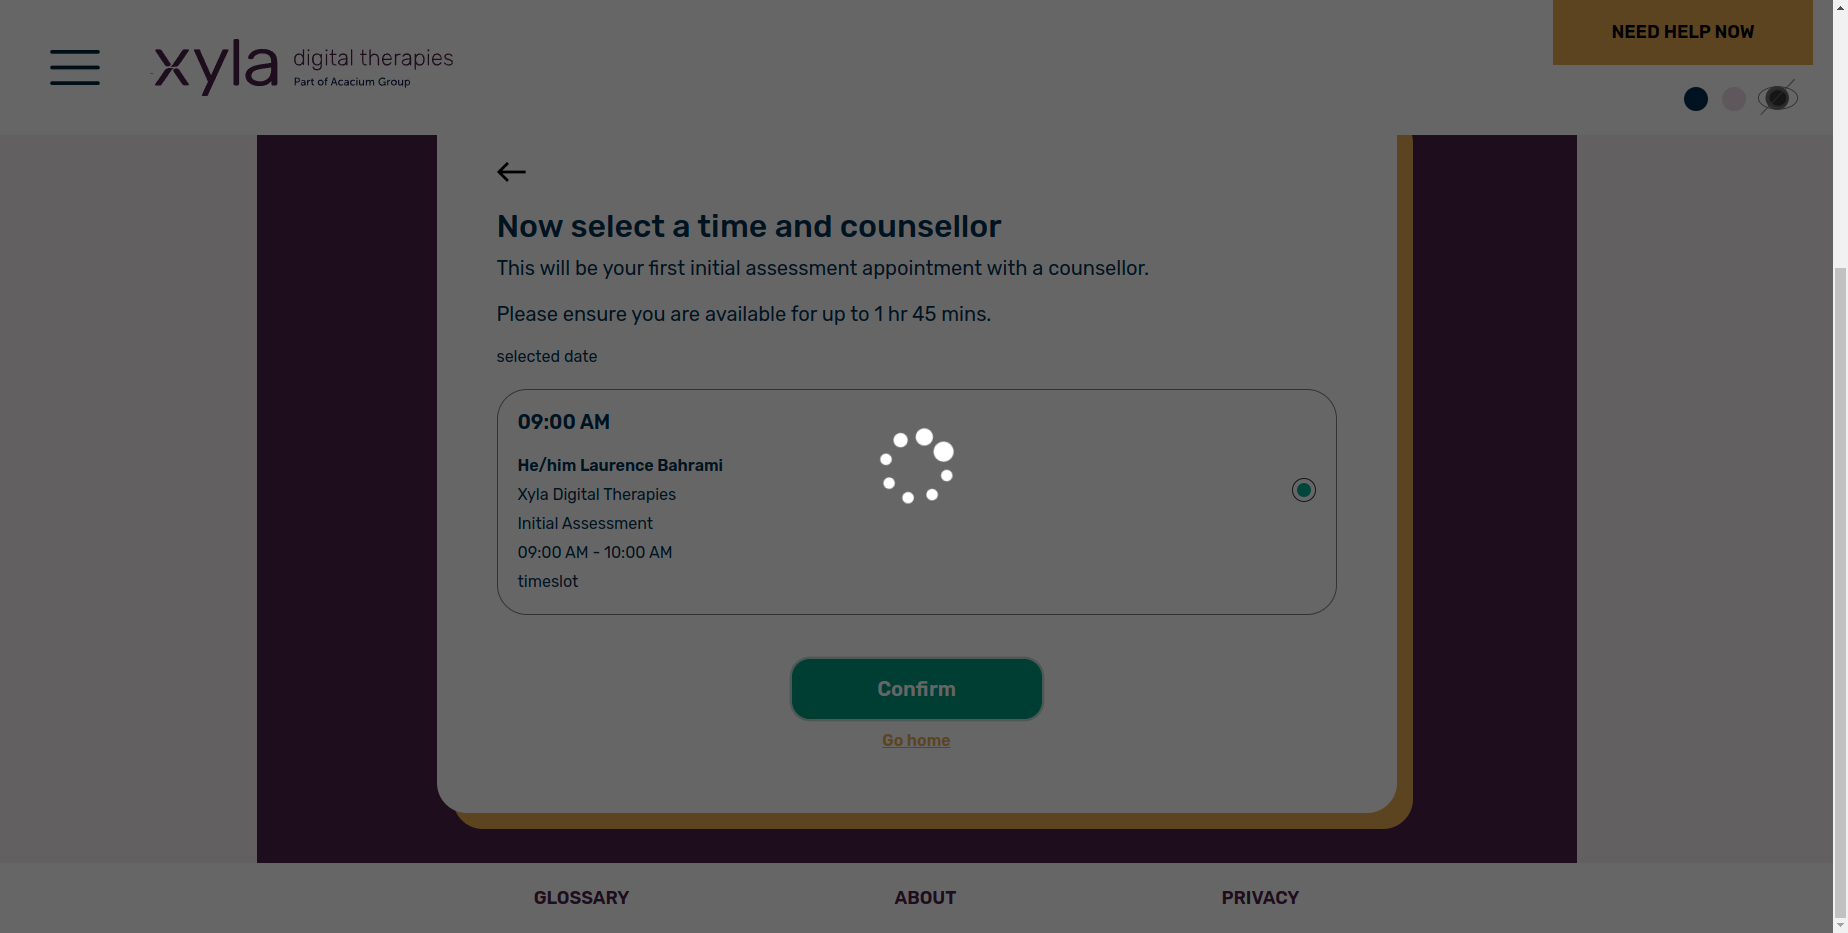 NEED HELP NOW
xyla digital therapies
Part of Acacium Group
Now select a time and counsellor
This will be your first initial assessment appointment with a counsellor.
Please ensure you are available for up to 1 hr 45 mins.
selected date
09:00 AM
He/him Laurence Bahrami
Xyla Digital Therapies
Initial Assessment
09:00 AM - 10:00 AM
timeslot
Confirm
Go home
GLOSSARY
ABOUT
PRIVACY